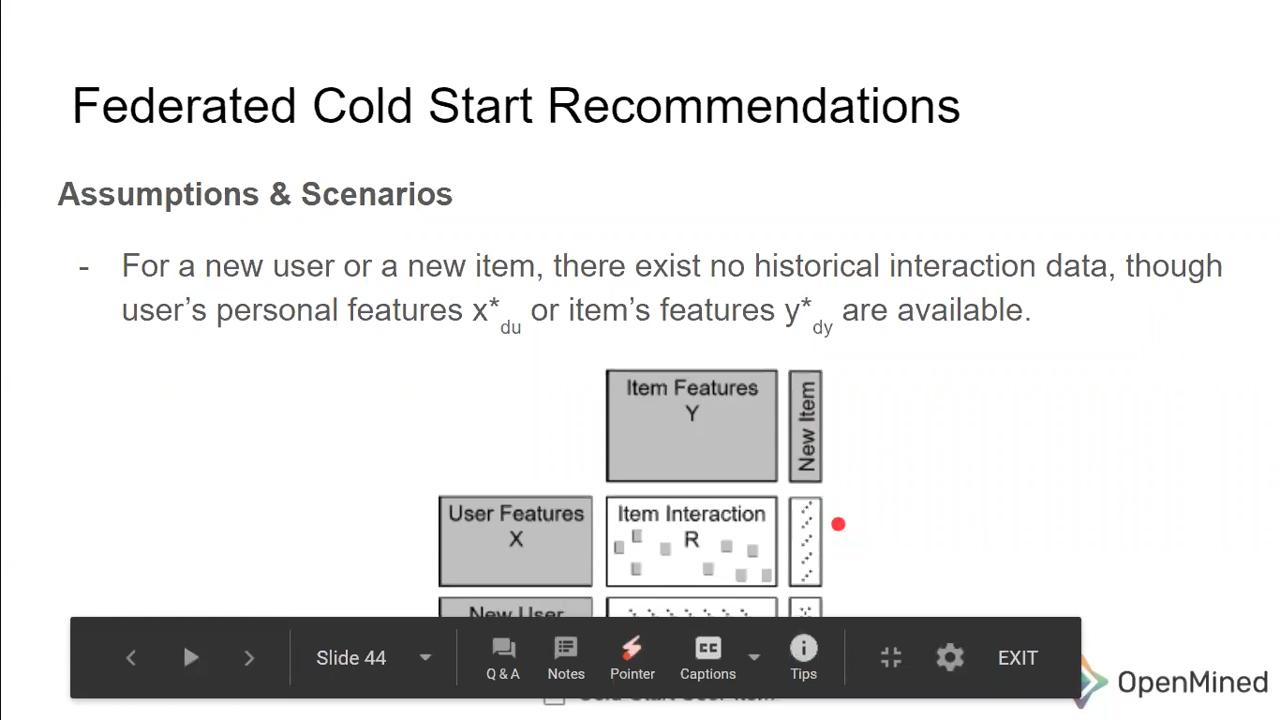 Federated Cold Start Recommendations
Assumptions & Scenarios
- For a new user or a new item, there exist no historical interaction data, though
user's personal features x*du or item's features y*dy are available.
Item Features
Y
New Item
User Features
X
Item Interaction
R
New User
Slide 44
Q & A
Notes
Pointer
CC
Captions
Tips
EXIT
OpenMined